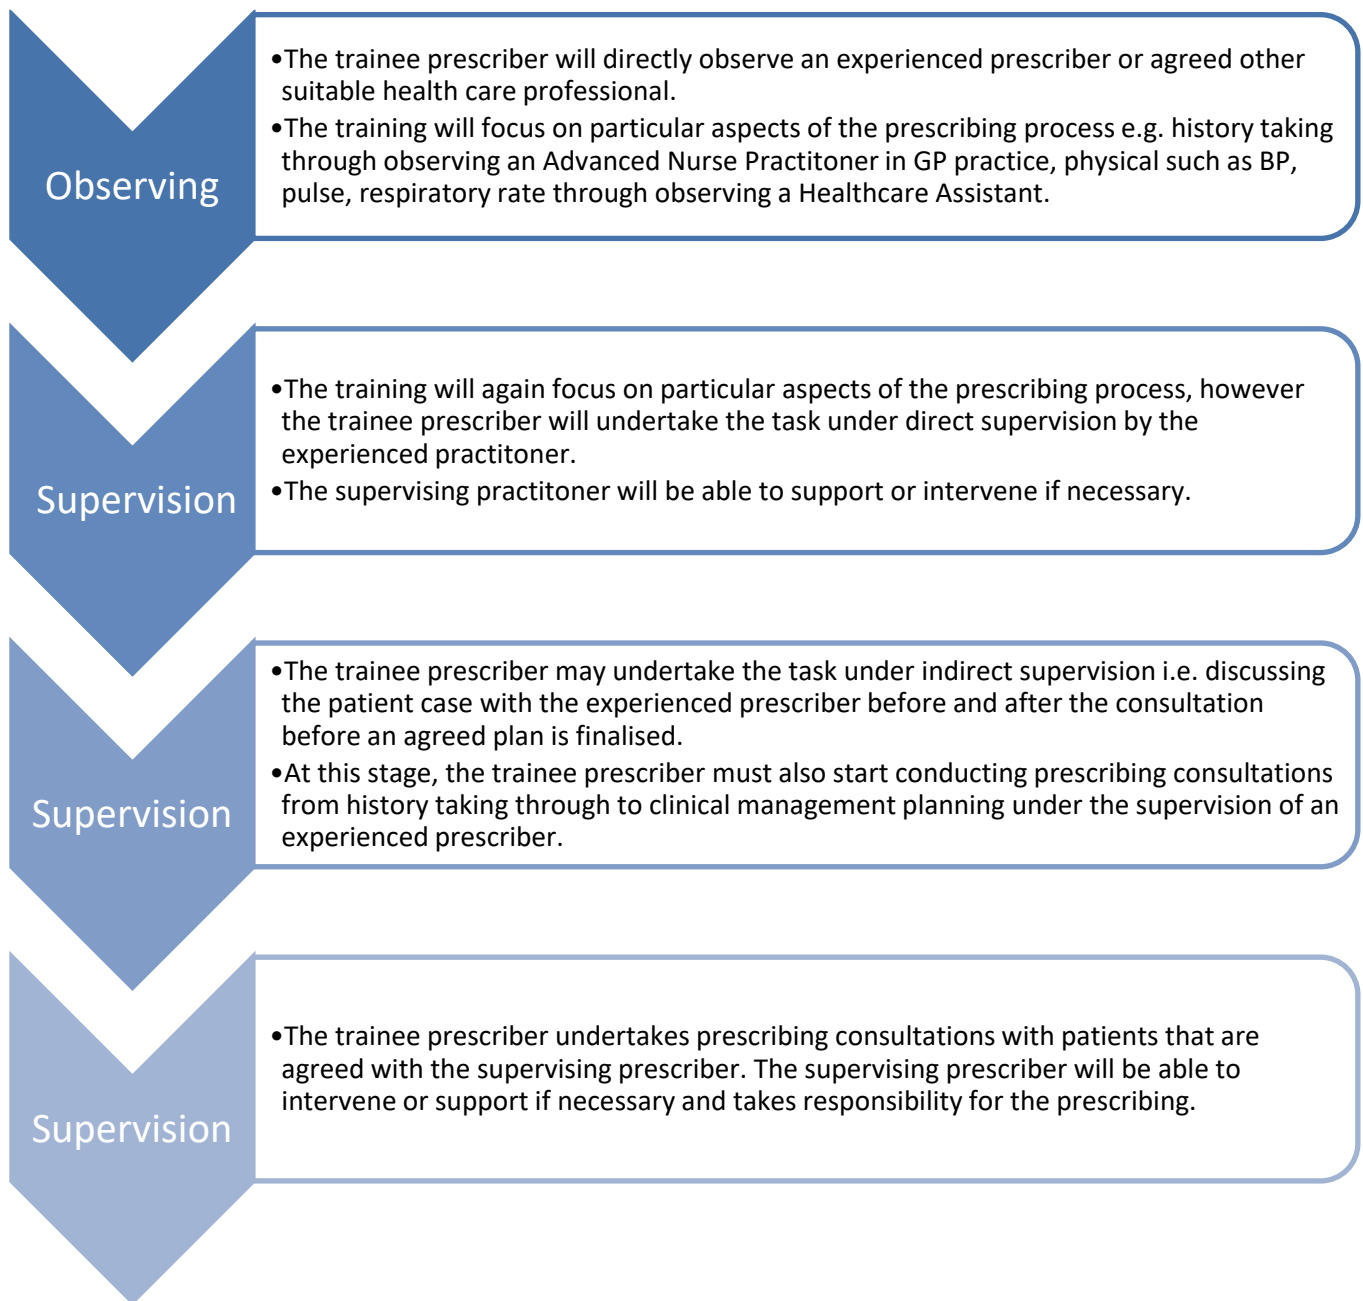 Observing
•The trainee prescriber will directly observe an experienced prescriber or agreed other
suitable health care professional.
•The training will focus on particular aspects of the prescribing process e.g. history taking
through observing an Advanced Nurse Practitoner in GP practice, physical such as BP,
pulse, respiratory rate through observing a Healthcare Assistant.
Supervision
•The training will again focus on particular aspects of the prescribing process, however
the trainee prescriber will undertake the task under direct supervision by the
experienced practitoner.
•The supervising practitoner will be able to support or intervene if necessary.
Supervision
•The trainee prescriber may undertake the task under indirect supervision i.e. discussing
the patient case with the experienced prescriber before and after the consultation
before an agreed plan is finalised.
•At this stage, the trainee prescriber must also start conducting prescribing consultations
from history taking through to clinical management planning under the supervision of an
experienced prescriber.
Supervision
•The trainee prescriber undertakes prescribing consultations with patients that are
agreed with the supervising prescriber. The supervising prescriber will be able to
intervene or support if necessary and takes responsibility for the prescribing.